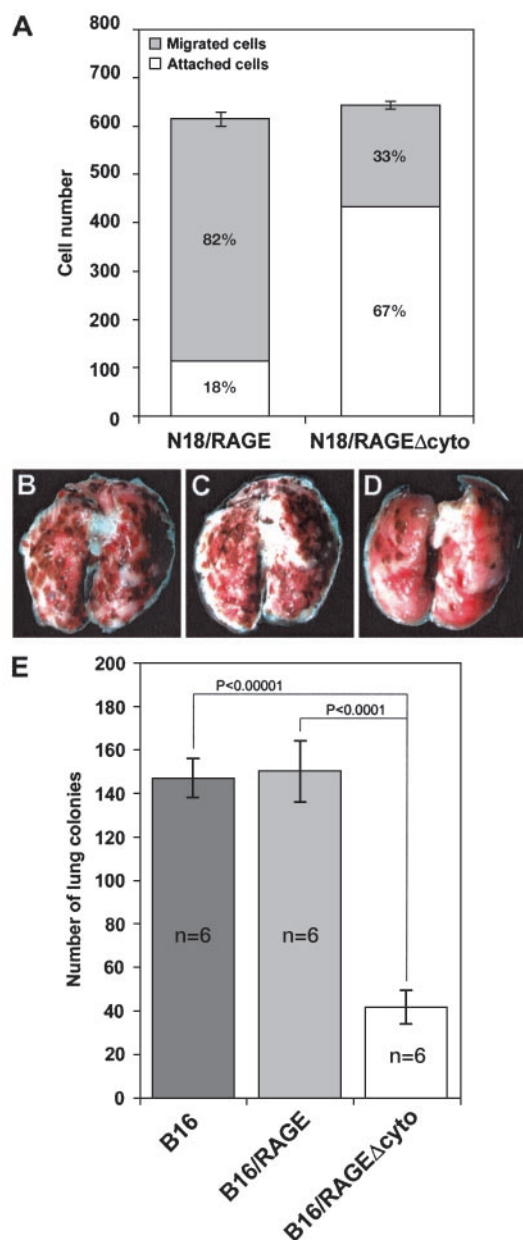 A
800
700
600
500
400
300
200
100
0
Cell number
Migrated cells
Attached cells
82%
18%
33%
67%
N18/RAGE
N18/RAGEΔcyto
B
C
D
E
200
180
160
140
120
100
80
60
40
20
0
Number of lung colonies
P<0.00001
P<0.0001
n=6
n=6
n=6
B16
B16/RAGE
B16/RAGEΔcyto